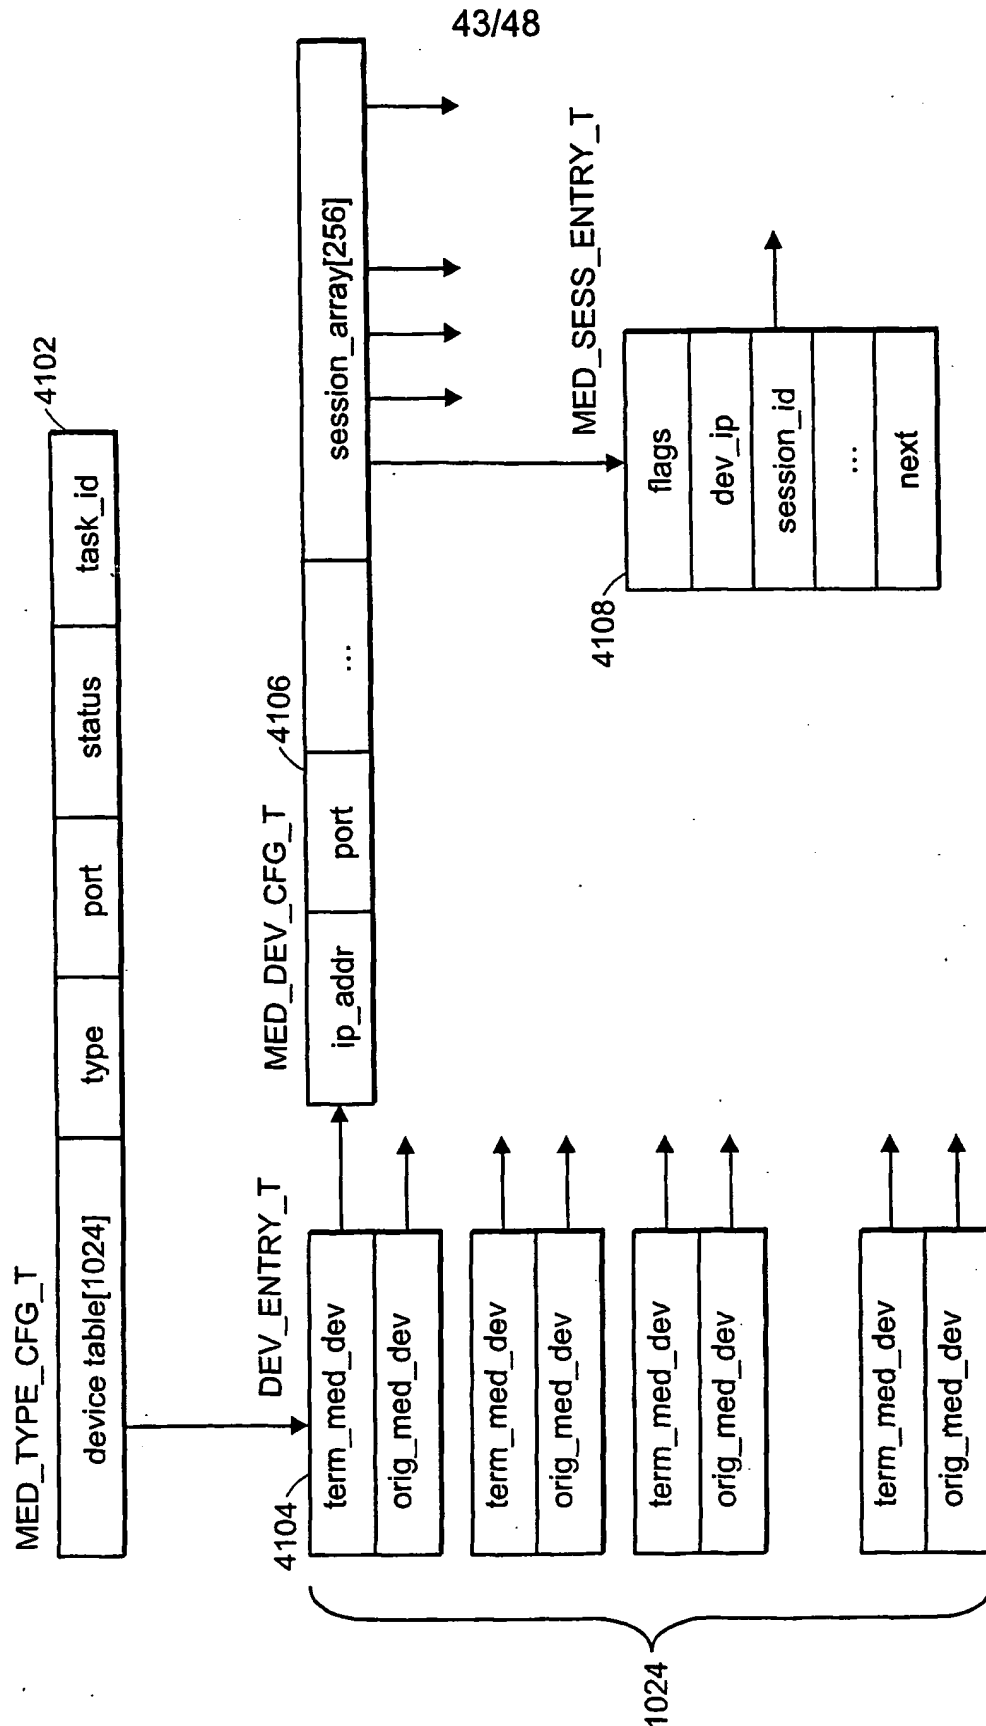 43/48
MED_TYPE_CFG_T
4102
device table[1024]
type
port
status
task_id
DEV_ENTRY_T
4104
term_med_dev
orig_med_dev
term_med_dev
orig_med_dev
term_med_dev
orig_med_dev
term_med_dev
orig_med_dev
1024
MED_DEV_CFG_T
4106
ip_addr
port
...
session_array[256]
MED_SESS_ENTRY_T
4108
flags
dev_ip
session_id
...
next